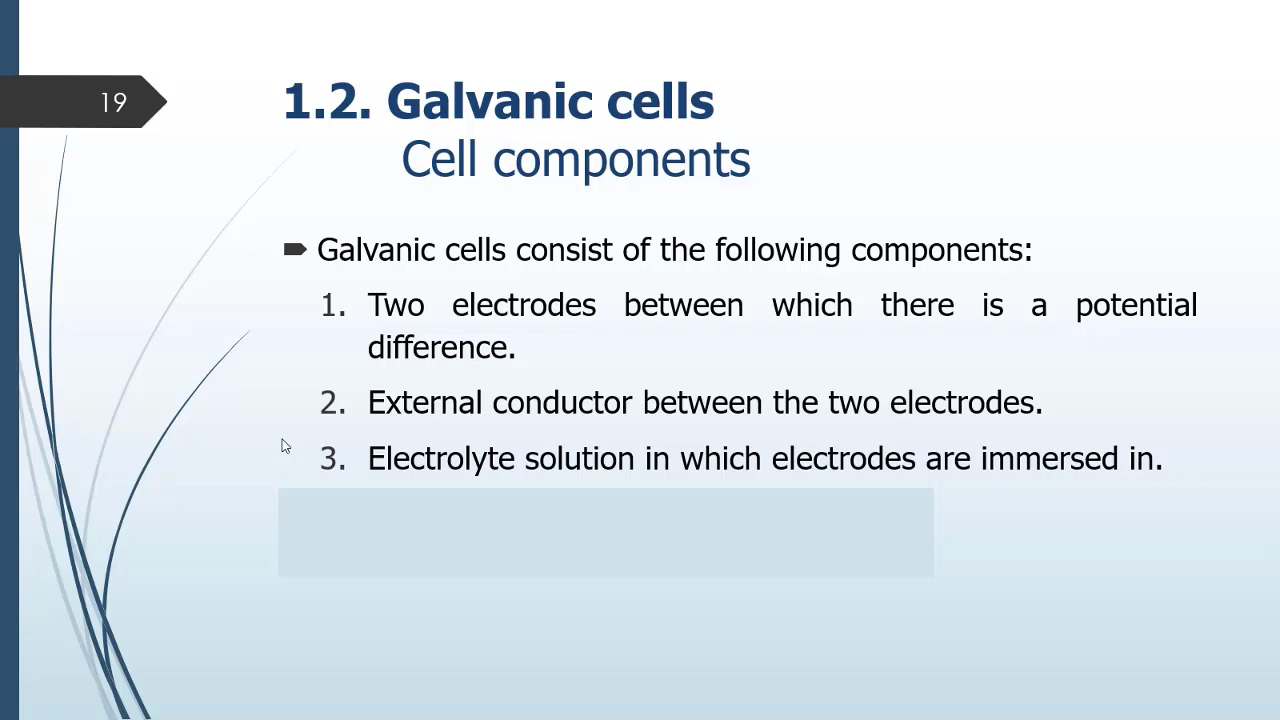 19
1.2. Galvanic cells
Cell components
Galvanic cells consist of the following components:
1. Two electrodes between which there is a potential
difference.
2. External conductor between the two electrodes.
3. Electrolyte solution in which electrodes are immersed in.